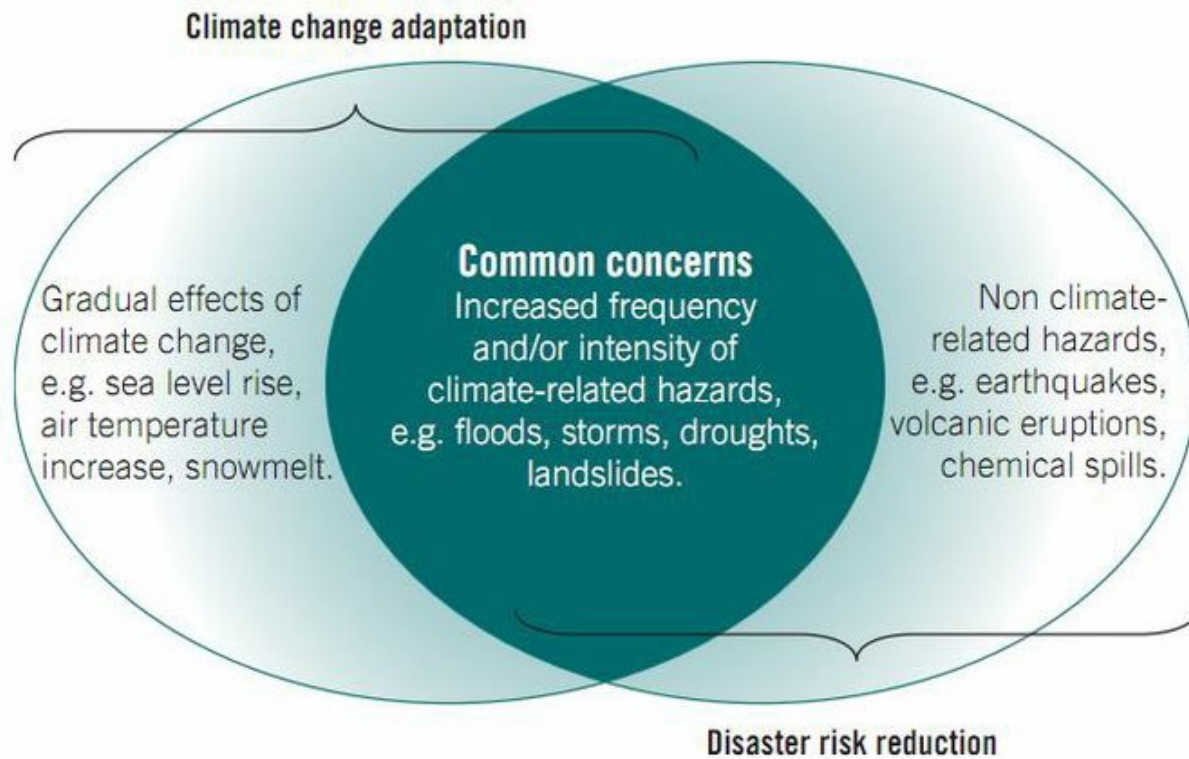 Climate change adaptation
Gradual effects of
climate change,
e.g. sea level rise,
air temperature
increase, snowmelt.
Common concerns
Increased frequency
and/or intensity of
climate-related hazards,
e.g. floods, storms, droughts,
landslides.
Non climate-
related hazards,
e.g. earthquakes,
volcanic eruptions,
chemical spills.
Disaster risk reduction